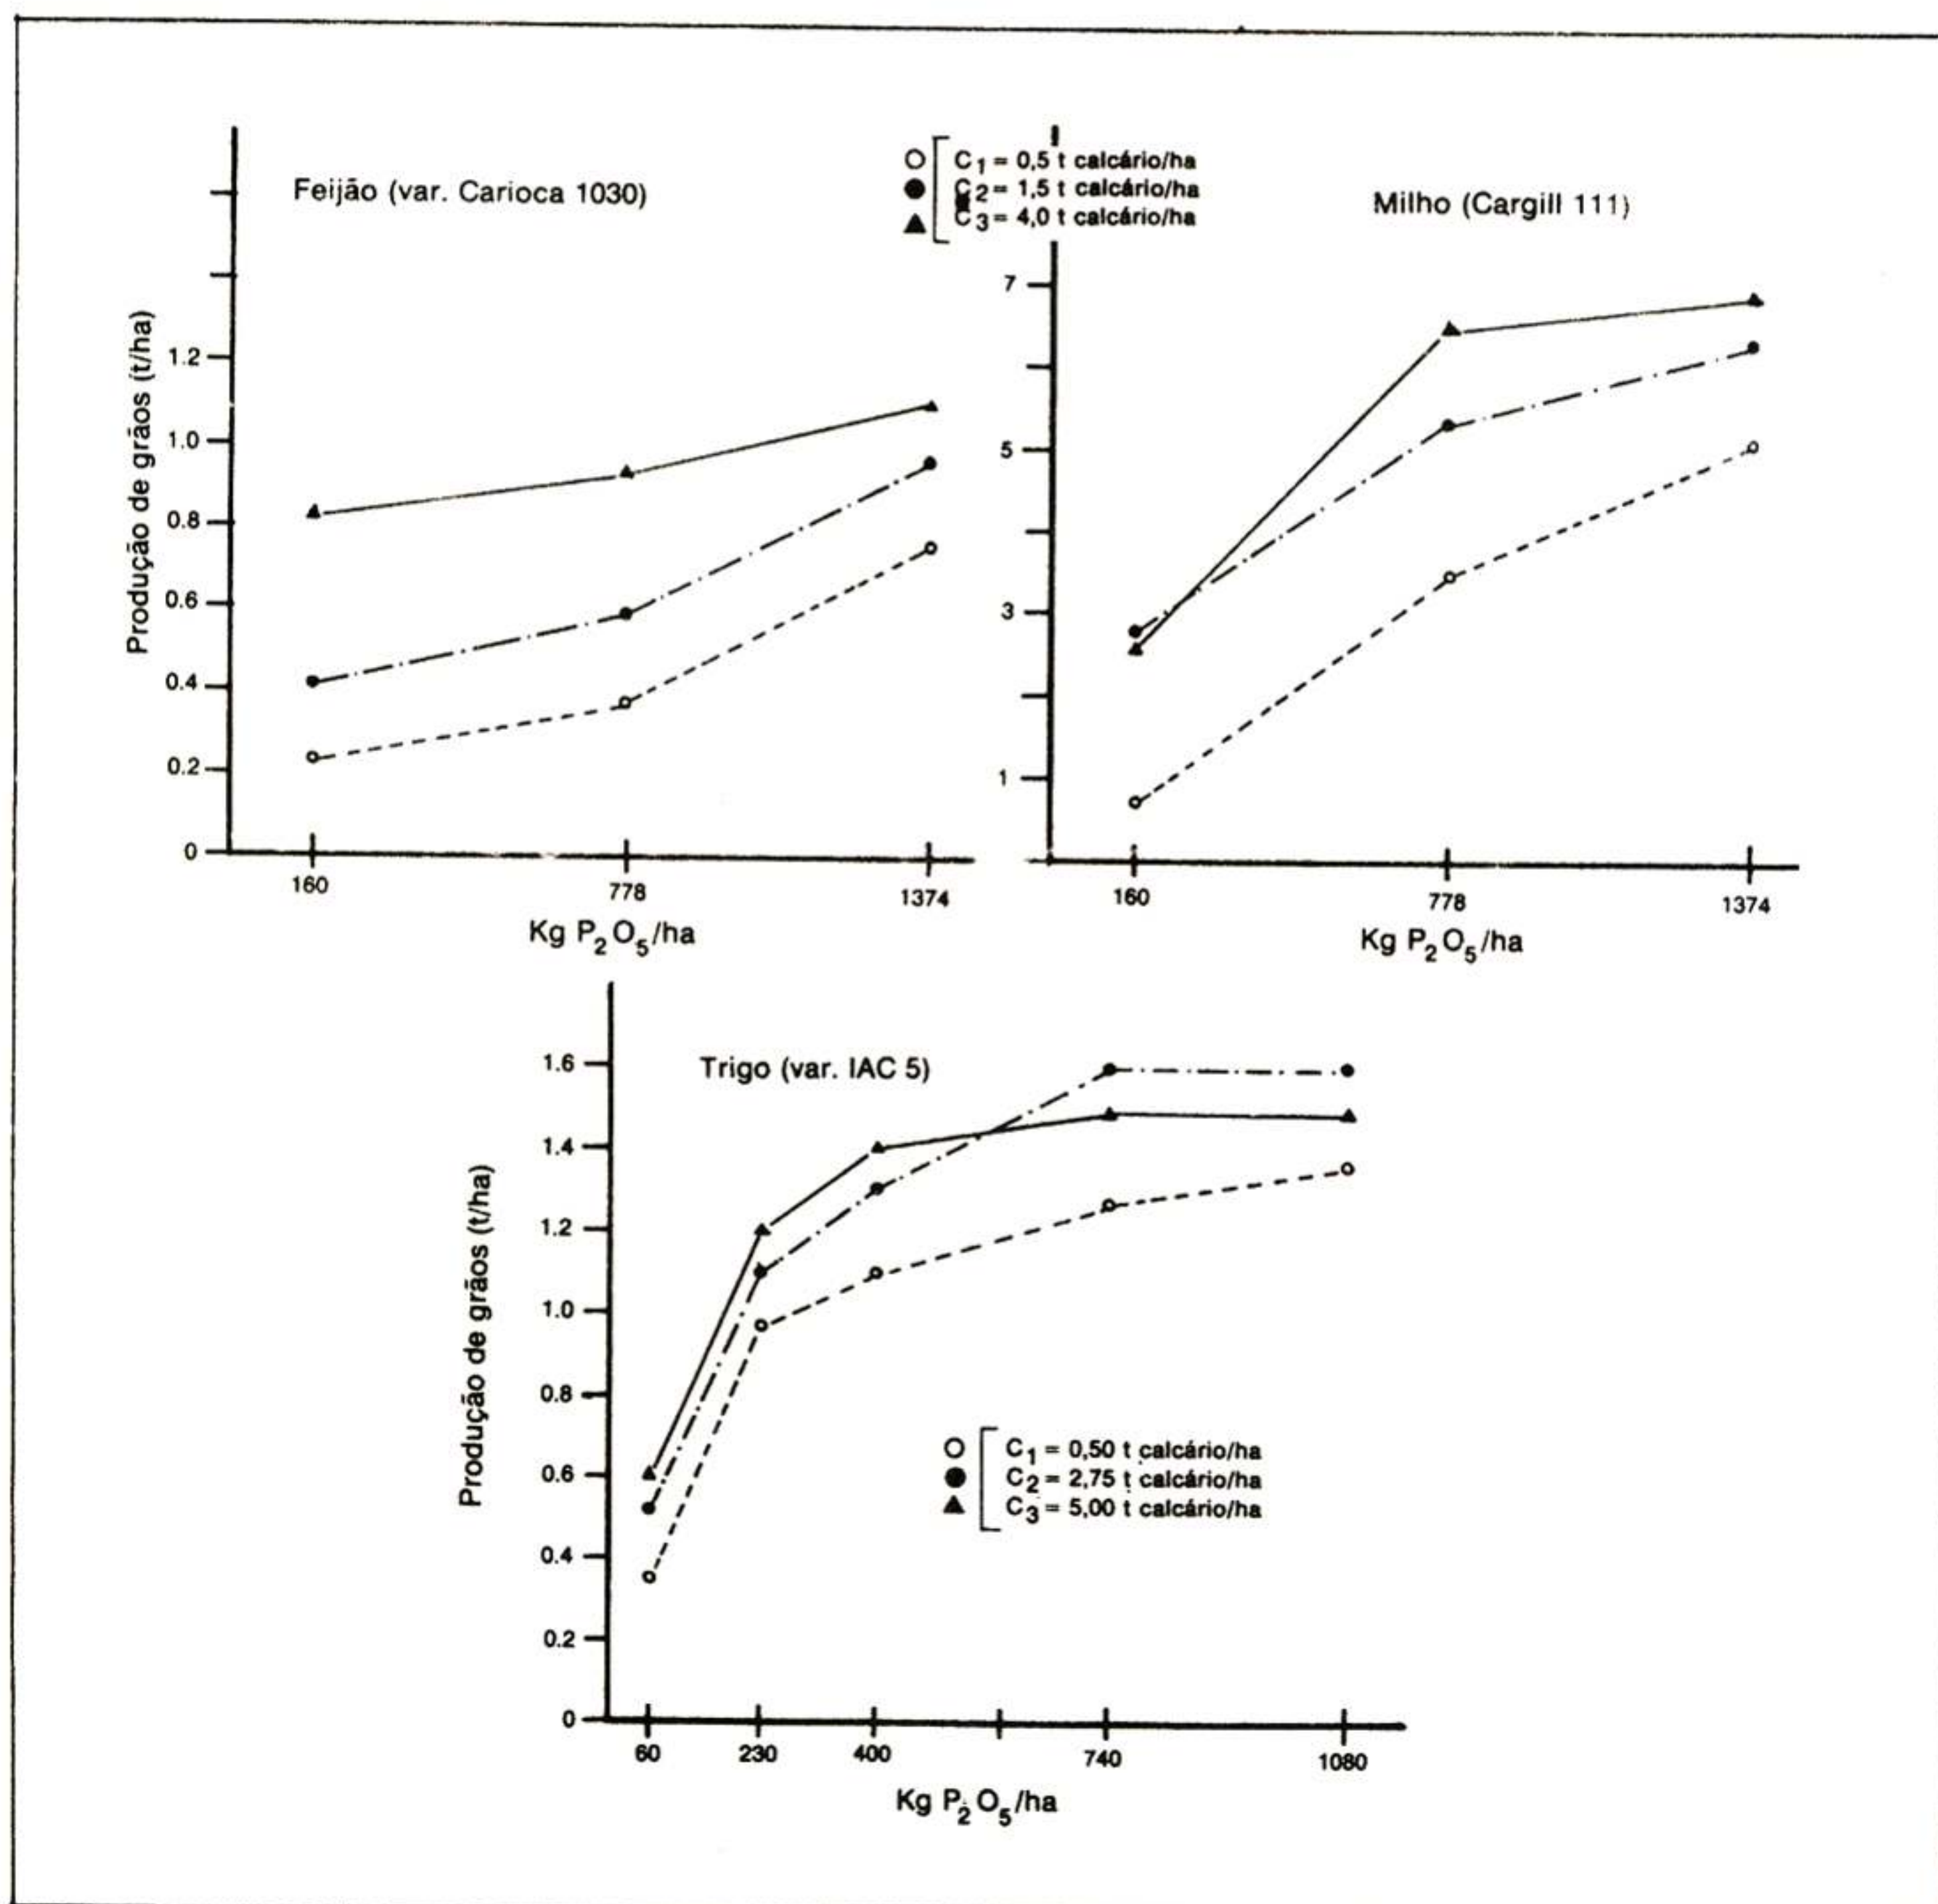 Feijão (var. Carioca 1030)
C1 = 0,5 t calcário/ha
C2 = 1,5 t calcário/ha
C3 = 4,0 t calcário/ha
Milho (Cargill 111)
Produção de grãos (t/ha)
1.2
1.0
0.8
0.6
0.4
0.2
0
160
778
1374
Kg P2O5/ha
7
5
3
1
160
778
1374
Kg P2O5/ha
Trigo (var. IAC 5)
Produção de grãos (t/ha)
1.6
1.4
1.2
1.0
0.8
0.6
0.4
0.2
0
C1 = 0,50 t calcário/ha
C2 = 2,75 t calcário/ha
C3 = 5,00 t calcário/ha
60
230
400
740
1080
Kg P2O5/ha